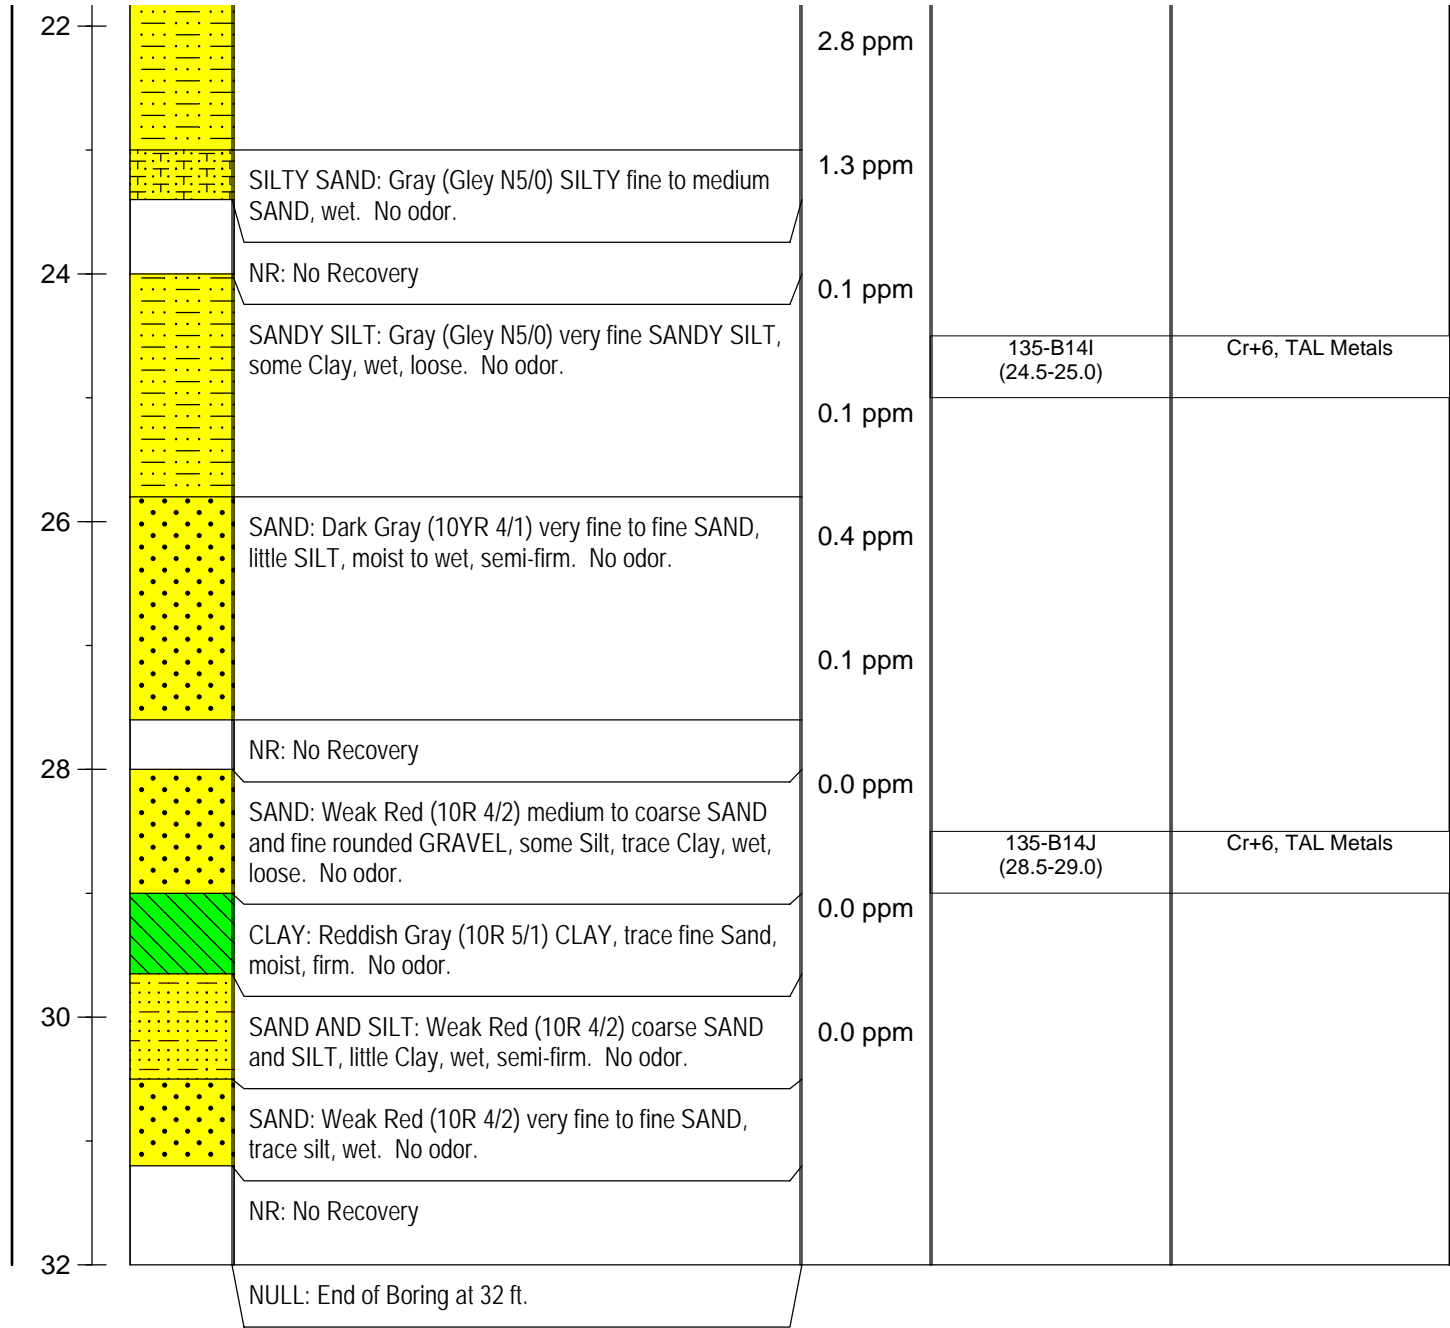 22
2.8 ppm
1.3 ppm
SILTY SAND: Gray (Gley N5/0) SILTY fine to medium
SAND, wet. No odor.
24
NR: No Recovery
0.1 ppm
SANDY SILT: Gray (Gley N5/0) very fine SANDY SILT,
some Clay, wet, loose. No odor.
135-B14I
(24.5-25.0)
Cr+6, TAL Metals
0.1 ppm
26
SAND: Dark Gray (10YR 4/1) very fine to fine SAND,
little SILT, moist to wet, semi-firm. No odor.
0.4 ppm
0.1 ppm
NR: No Recovery
28
0.0 ppm
SAND: Weak Red (10R 4/2) medium to coarse SAND
and fine rounded GRAVEL, some Silt, trace Clay, wet,
loose. No odor.
135-B14J
(28.5-29.0)
Cr+6, TAL Metals
0.0 ppm
CLAY: Reddish Gray (10R 5/1) CLAY, trace fine Sand,
moist, firm. No odor.
30
SAND AND SILT: Weak Red (10R 4/2) coarse SAND
and SILT, little Clay, wet, semi-firm. No odor.
0.0 ppm
SAND: Weak Red (10R 4/2) very fine to fine SAND,
trace silt, wet. No odor.
NR: No Recovery
32
NULL: End of Boring at 32 ft.